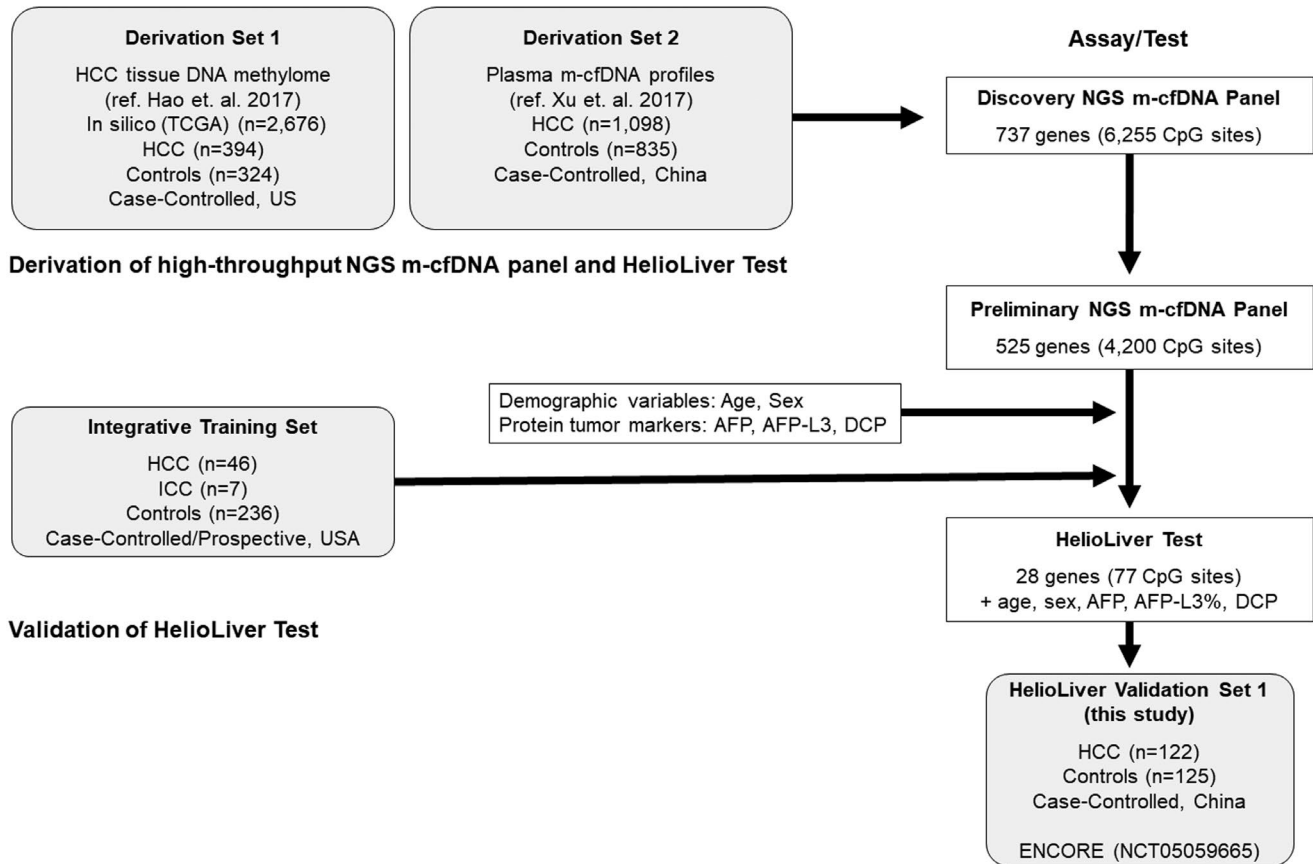 Derivation Set 1
HCC tissue DNA methylome
(ref. Hao et. al. 2017)
In silico (TCGA) (n=2,676)
HCC (n=394)
Controls (n=324)
Case-Controlled, US
Derivation Set 2
Plasma m-cfDNA profiles
(ref. Xu et. al. 2017)
HCC (n=1,098)
Controls (n=835)
Case-Controlled, China
Assay/Test
Discovery NGS m-cfDNA Panel
737 genes (6,255 CpG sites)
Derivation of high-throughput NGS m-cfDNA panel and HelioLiver Test
Preliminary NGS m-cfDNA Panel
525 genes (4,200 CpG sites)
Demographic variables: Age, Sex
Protein tumor markers: AFP, AFP-L3, DCP
Integrative Training Set
HCC (n=46)
ICC (n=7)
Controls (n=236)
Case-Controlled/Prospective, USA
HelioLiver Test
28 genes (77 CpG sites)
+ age, sex, AFP, AFP-L3%, DCP
Validation of HelioLiver Test
HelioLiver Validation Set 1
(this study)
HCC (n=122)
Controls (n=125)
Case-Controlled, China
ENCORE (NCT05059665)